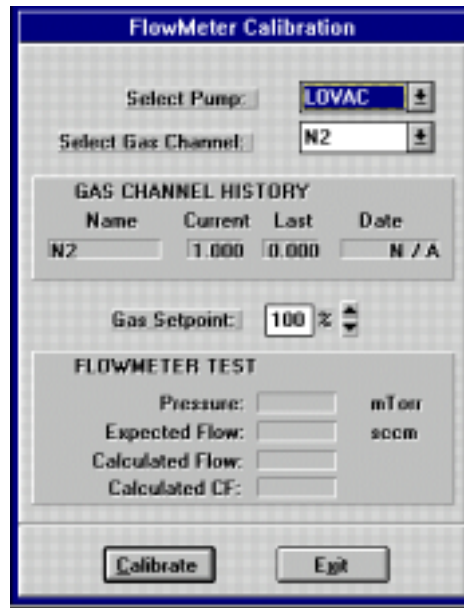 FlowMeter Calibration
Select Pump: LOVAC
Select Gas Channel: N2
GAS CHANNEL HISTORY
Name Current Last Date
N2 1.000 0.000 N / A
Gas Setpoint: 100 %
FLOWMETER TEST
Pressure: mTorr
Expected Flow: sccm
Calculated Flow:
Calculated CF:
Calibrate Exit